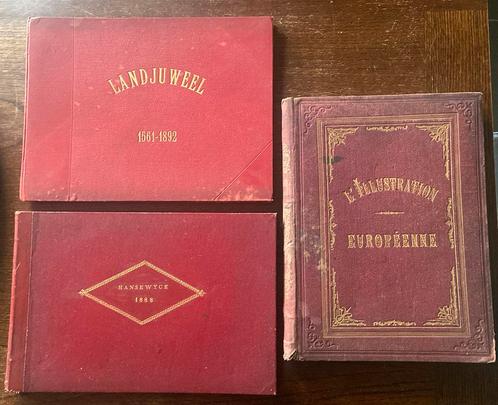 LANDJUWEEL
1561-1892
HANSEWYCK
1888
L'ILLUSTRATION
EUROPÉENNE